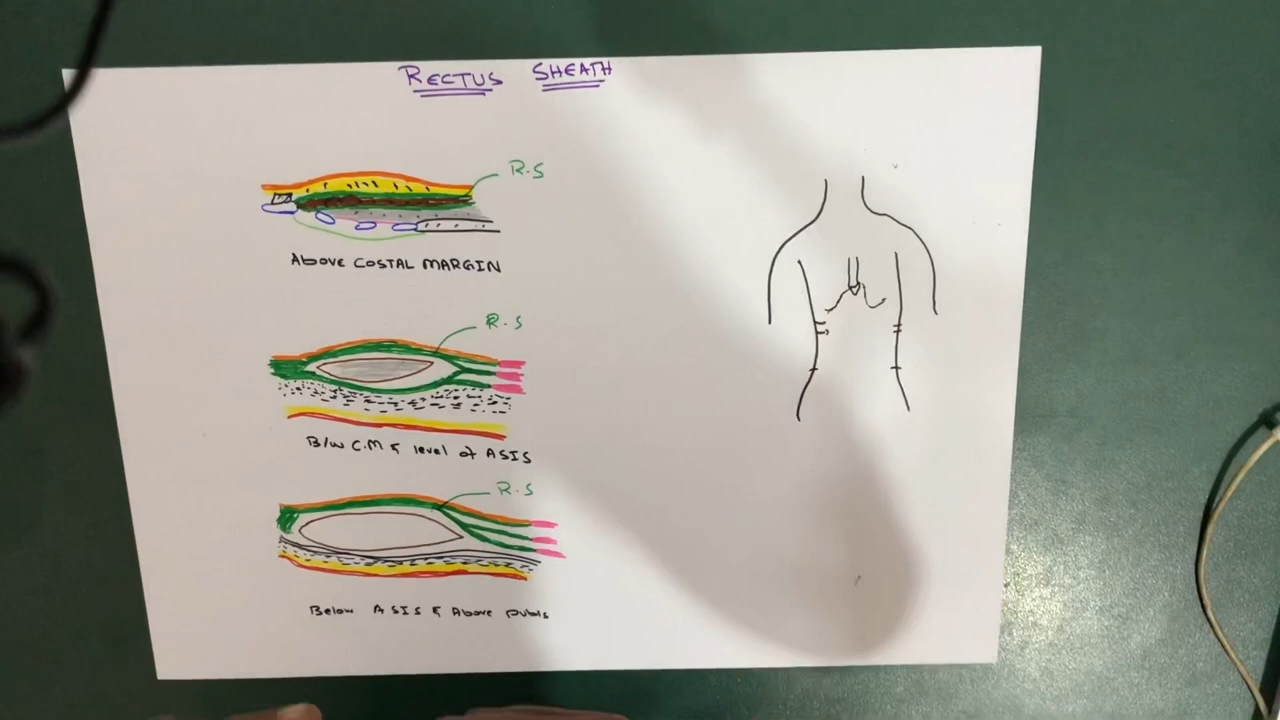 RECTUS SHEATH
R.S
ABOVE COSTAL MARGIN
R.S
B/W C.M & level of ASIS
R.S
Below ASIS & Above pubis